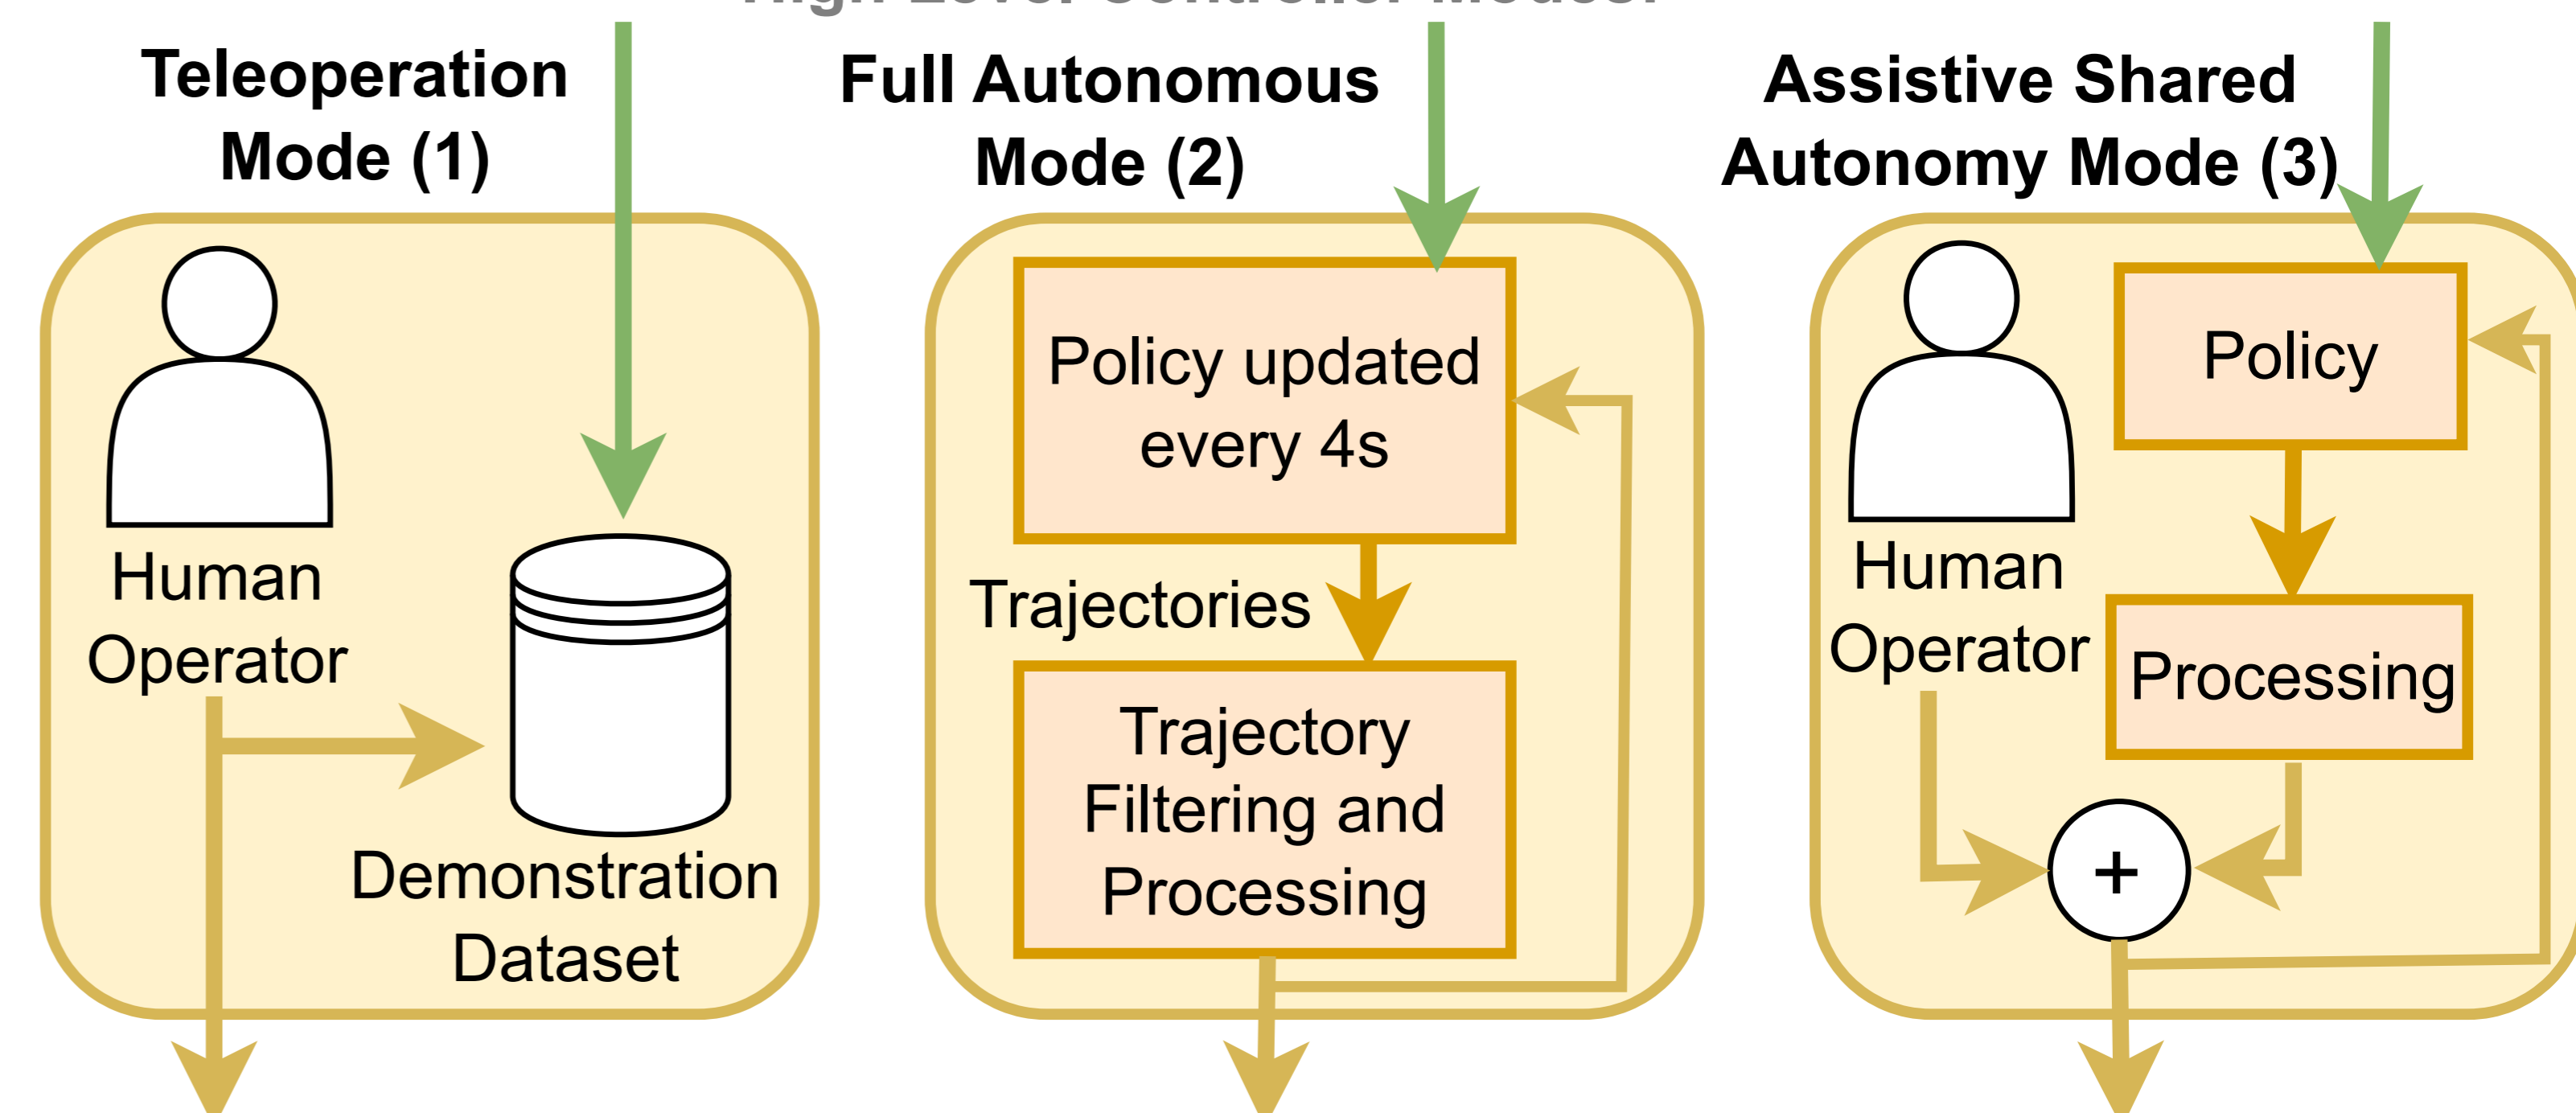 Teleoperation
Mode (1)
Human
Operator
Demonstration
Dataset
Full Autonomous
Mode (2)
Policy updated
every 4s
Trajectories
Trajectory
Filtering and
Processing
Assistive Shared
Autonomy Mode (3)
Human
Operator
Policy
Processing
+